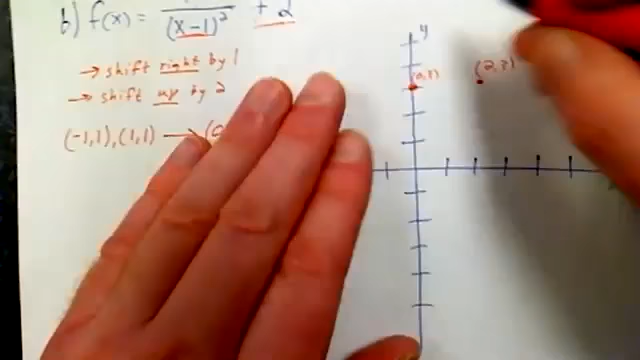 b) f(x) = 1/(x-1)² + 2
→ shift right by 1
→ shift up by 2
(-1,1), (1,1) → (0
y
(0,3)
(2,3)